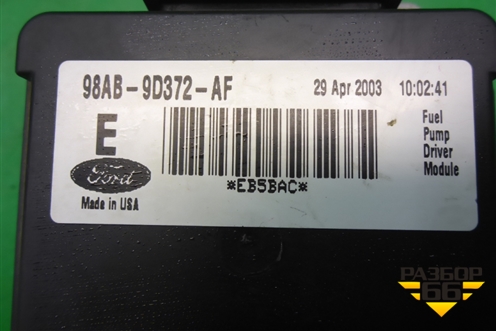 98AB-9D372-AF
29 Apr 2003 10:02:41
E
Fuel
Pump
Driver
Module
Ford
*EB5BAC*
Made in USA
РАЗБОР
66